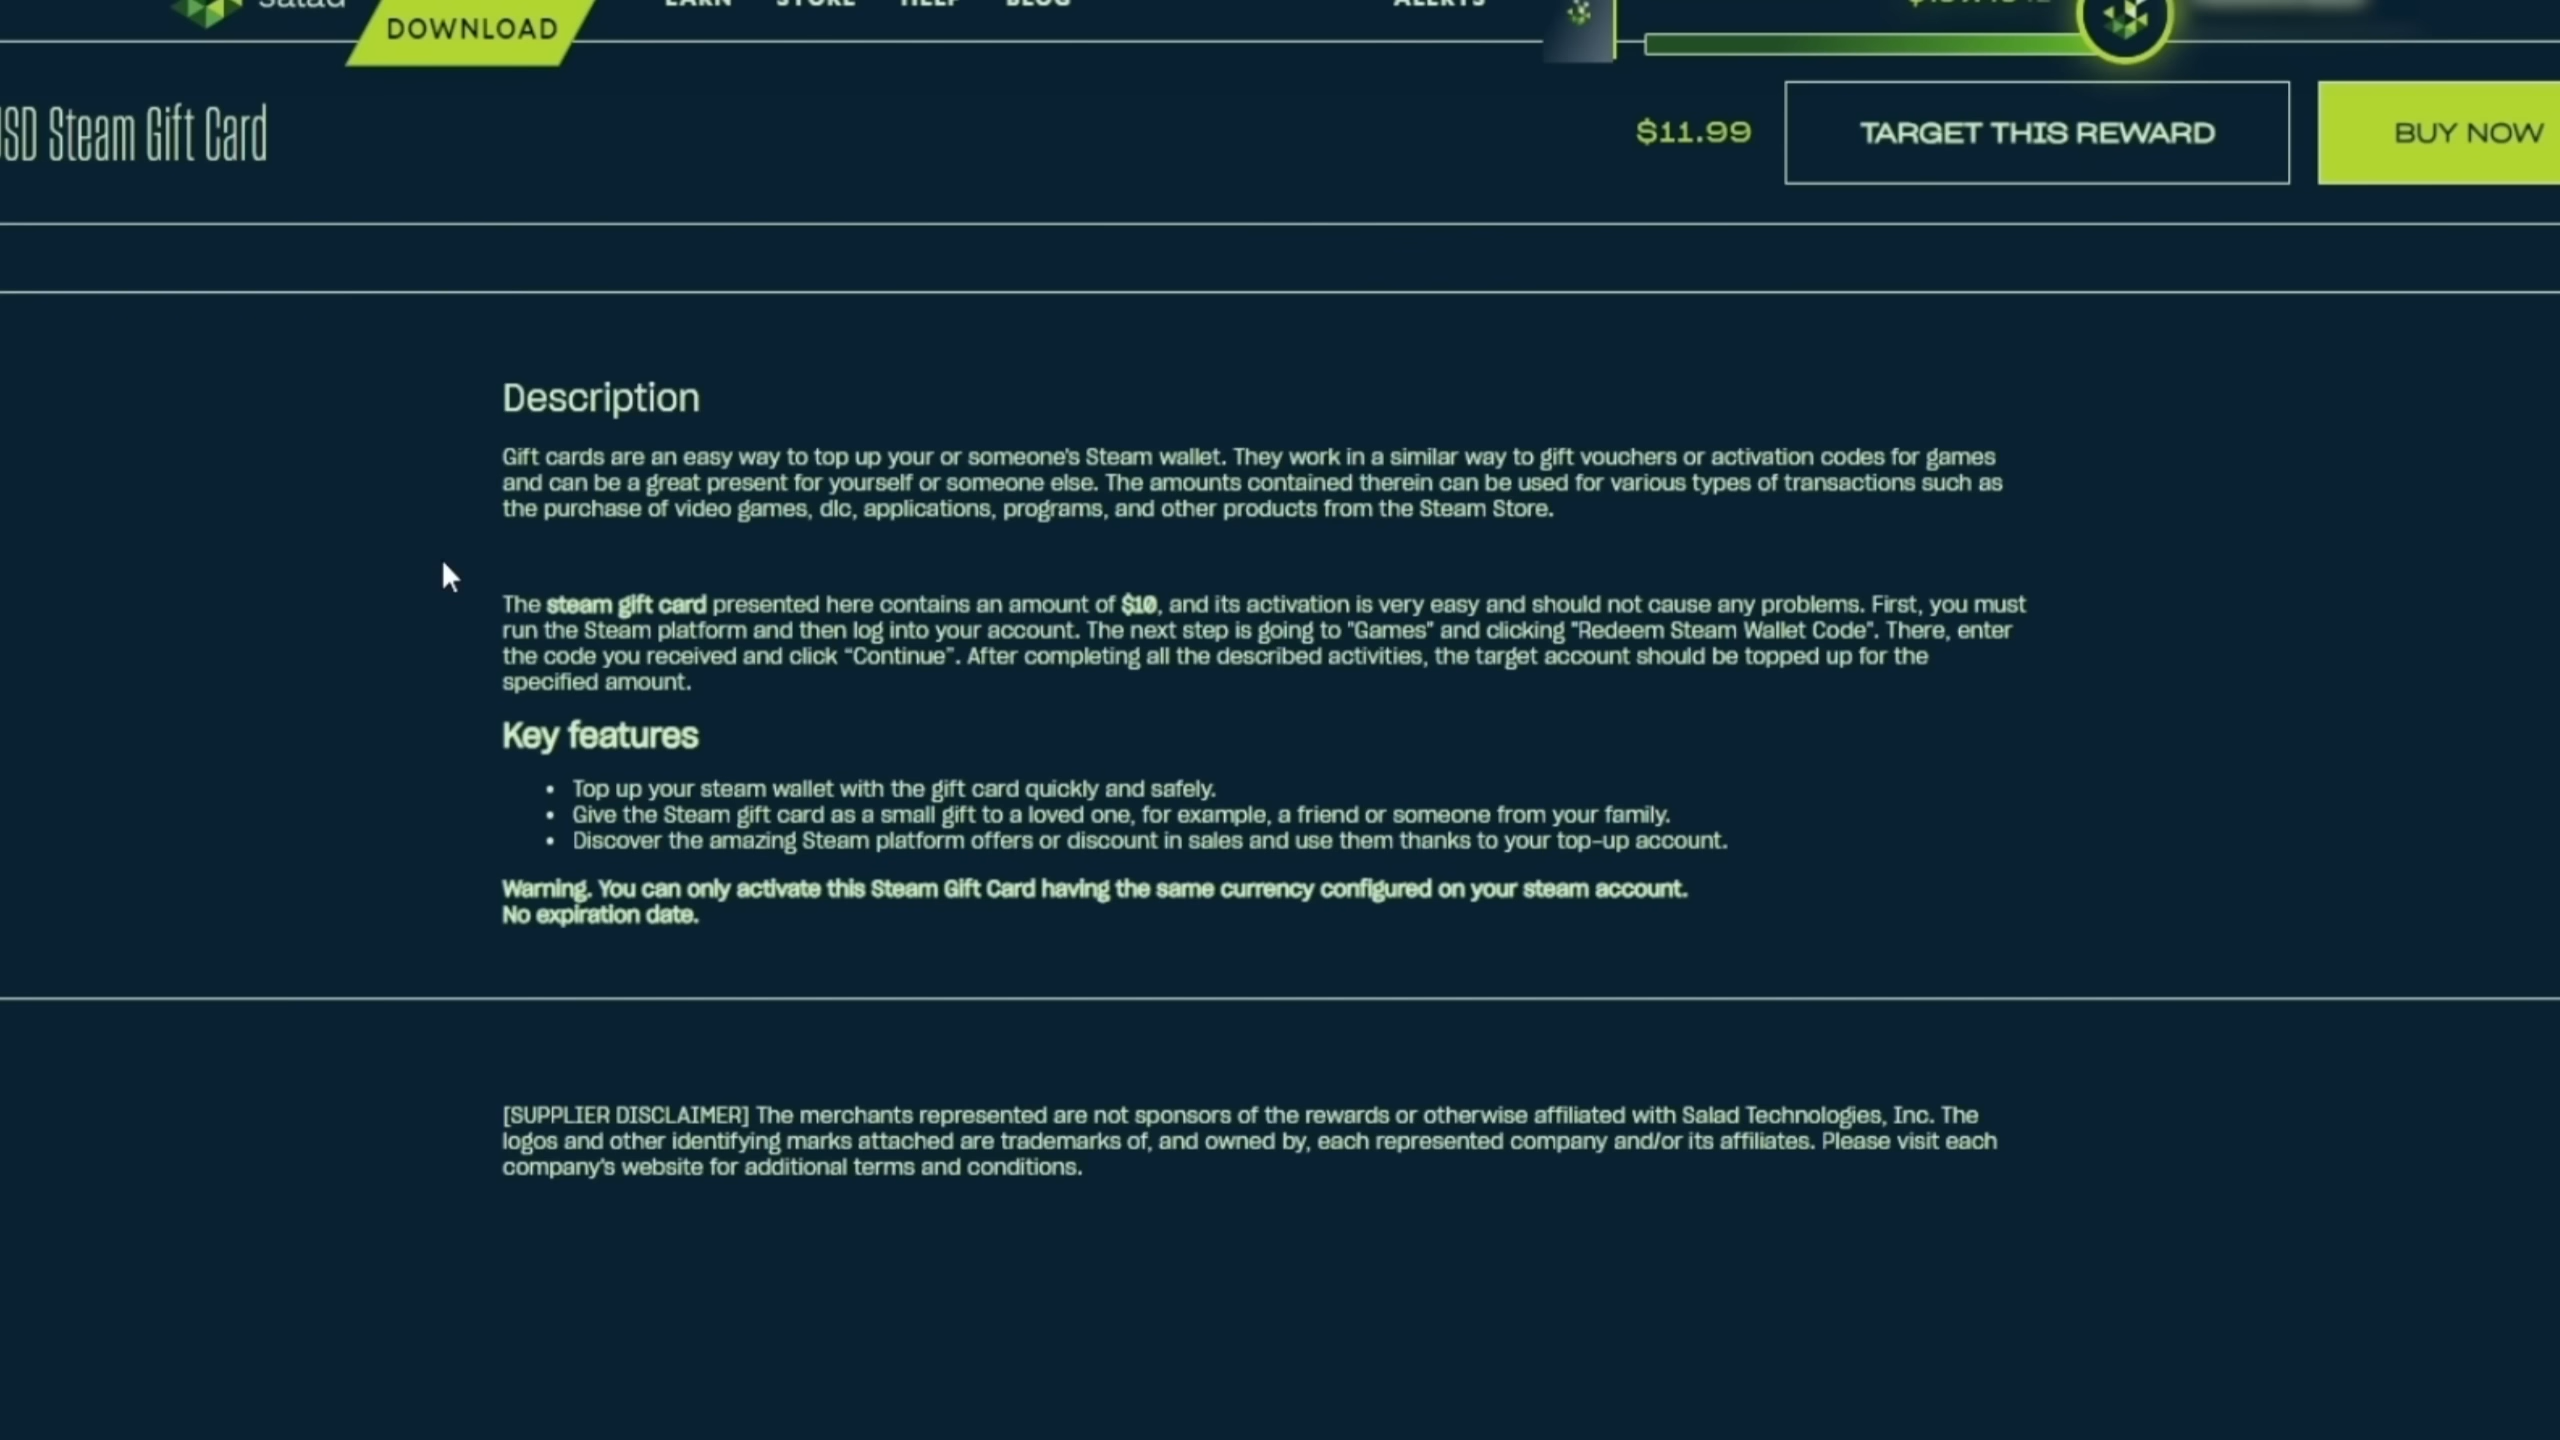 Salad
DOWNLOAD
EARN STORE HELP BLOG ALERTS
USD Steam Gift Card
$11.99
TARGET THIS REWARD
BUY NOW
Description
Gift cards are an easy way to top up your or someone's Steam wallet. They work in a similar way to gift vouchers or activation codes for games
and can be a great present for yourself or someone else. The amounts contained therein can be used for various types of transactions such as
the purchase of video games, dlc, applications, programs, and other products from the Steam Store.
The steam gift card presented here contains an amount of $10, and its activation is very easy and should not cause any problems. First, you must
run the Steam platform and then log into your account. The next step is going to "Games" and clicking "Redeem Steam Wallet Code". There, enter
the code you received and click “Continue”. After completing all the described activities, the target account should be topped up for the
specified amount.
Key features
• Top up your steam wallet with the gift card quickly and safely.
• Give the Steam gift card as a small gift to a loved one, for example, a friend or someone from your family.
• Discover the amazing Steam platform offers or discount in sales and use them thanks to your top-up account.
Warning. You can only activate this Steam Gift Card having the same currency configured on your steam account.
No expiration date.
[SUPPLIER DISCLAIMER] The merchants represented are not sponsors of the rewards or otherwise affiliated with Salad Technologies, Inc. The
logos and other identifying marks attached are trademarks of, and owned by, each represented company and/or its affiliates. Please visit each
company's website for additional terms and conditions.